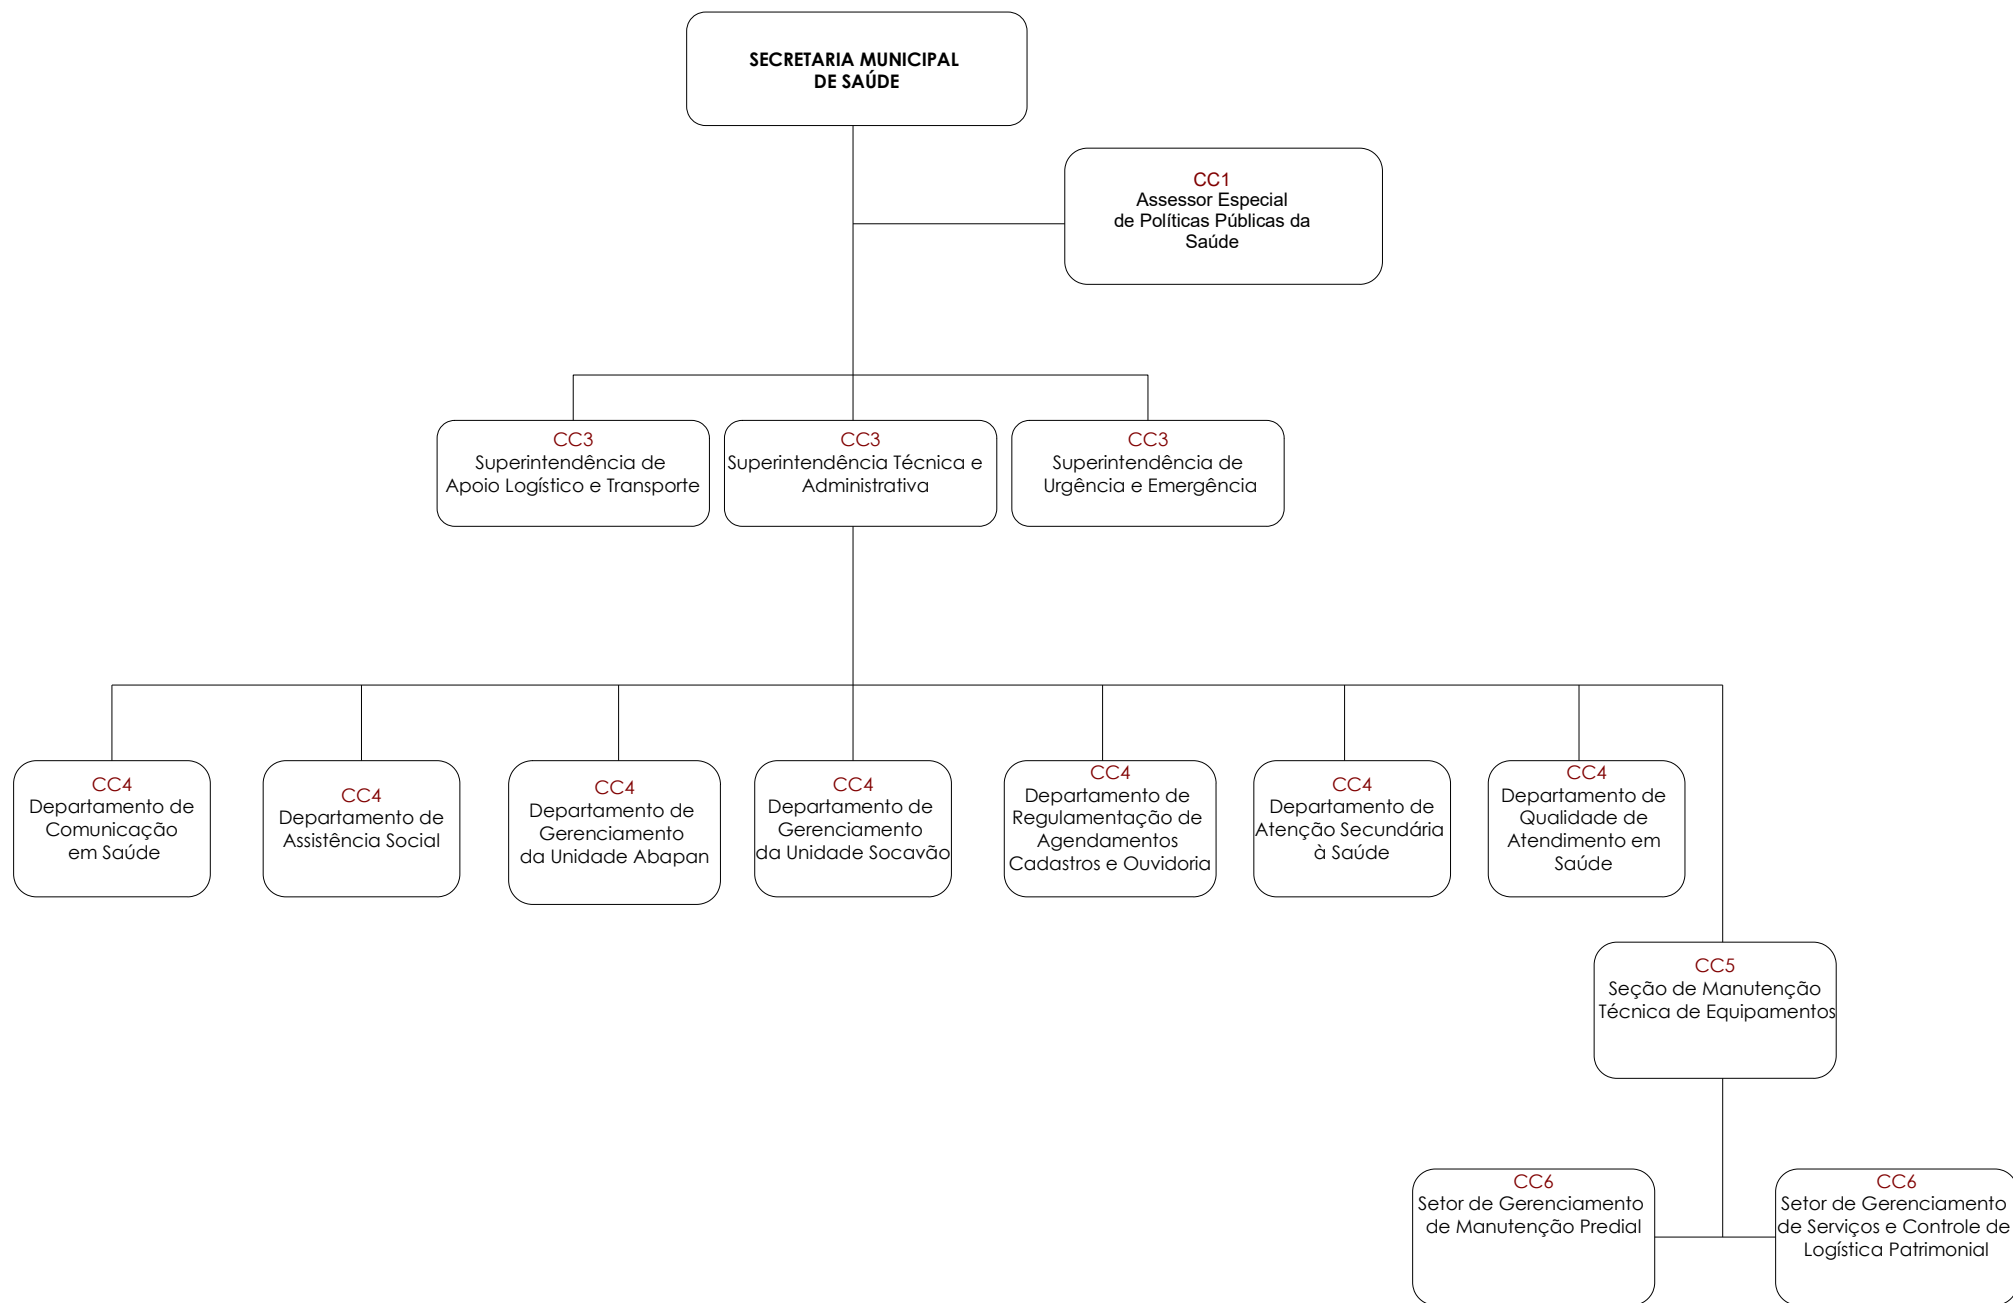 SECRETARIA MUNICIPAL
DE SAÚDE
CC1
Assessor Especial
de Políticas Públicas da
Saúde
CC3
Superintendência de
Apoio Logístico e Transporte
CC3
Superintendência Técnica e
Administrativa
CC3
Superintendência de
Urgência e Emergência
CC4
Departamento de
Comunicação
em Saúde
CC4
Departamento de
Assistência Social
CC4
Departamento de
Gerenciamento
da Unidade Abapan
CC4
Departamento de
Gerenciamento
da Unidade Socavão
CC4
Departamento de
Regulamentação de
Agendamentos
Cadastros e Ouvidoria
CC4
Departamento de
Atenção Secundária
à Saúde
CC4
Departamento de
Qualidade de
Atendimento em
Saúde
CC5
Seção de Manutenção
Técnica de Equipamentos
CC6
Setor de Gerenciamento
de Manutenção Predial
CC6
Setor de Gerenciamento
de Serviços e Controle de
Logística Patrimonial